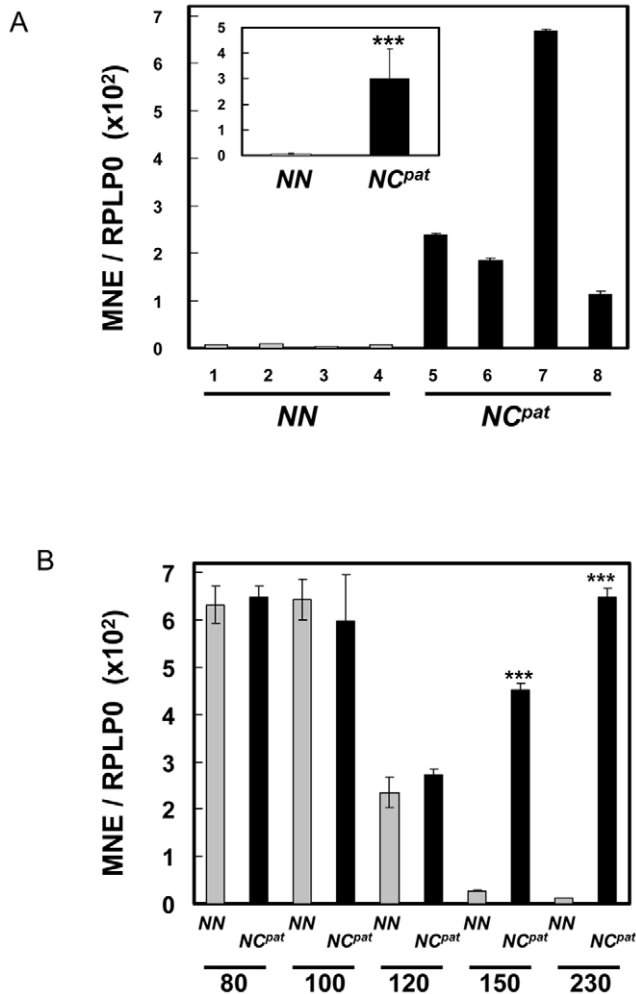 A
MNE / RPLP0 (x10²)
7
6
5
4
3
2
1
0
5
4
3
2
1
0
***
NN
NCᵖᵃᵗ
1 2 3 4 5 6 7 8
NN NCᵖᵃᵗ
B
MNE / RPLP0 (x10²)
7
6
5
4
3
2
1
0
***
***
NN NN NN NN NN
NCᵖᵃᵗ NCᵖᵃᵗ NCᵖᵃᵗ NCᵖᵃᵗ NCᵖᵃᵗ
80 100 120 150 230